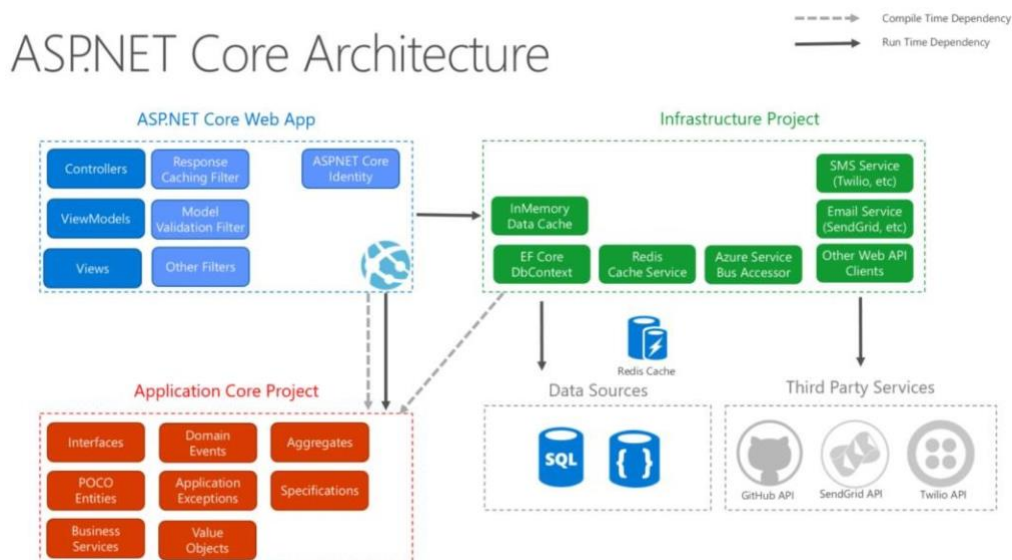 Compile Time Dependency
Run Time Dependency
ASP.NET Core Architecture
ASP.NET Core Web App
Controllers
Response
Caching Filter
ASPNET Core
Identity
ViewModels
Model
Validation Filter
Views
Other Filters
Infrastructure Project
SMS Service
(Twilio, etc)
InMemory
Data Cache
Email Service
(SendGrid, etc)
EF Core
DbContext
Redis
Cache Service
Azure Service
Bus Accessor
Other Web API
Clients
Redis Cache
Application Core Project
Interfaces
Domain
Events
Aggregates
POCO
Entities
Application
Exceptions
Specifications
Business
Services
Value
Objects
Data Sources
SQL
{ }
Third Party Services
GitHub API
SendGrid API
Twilio API